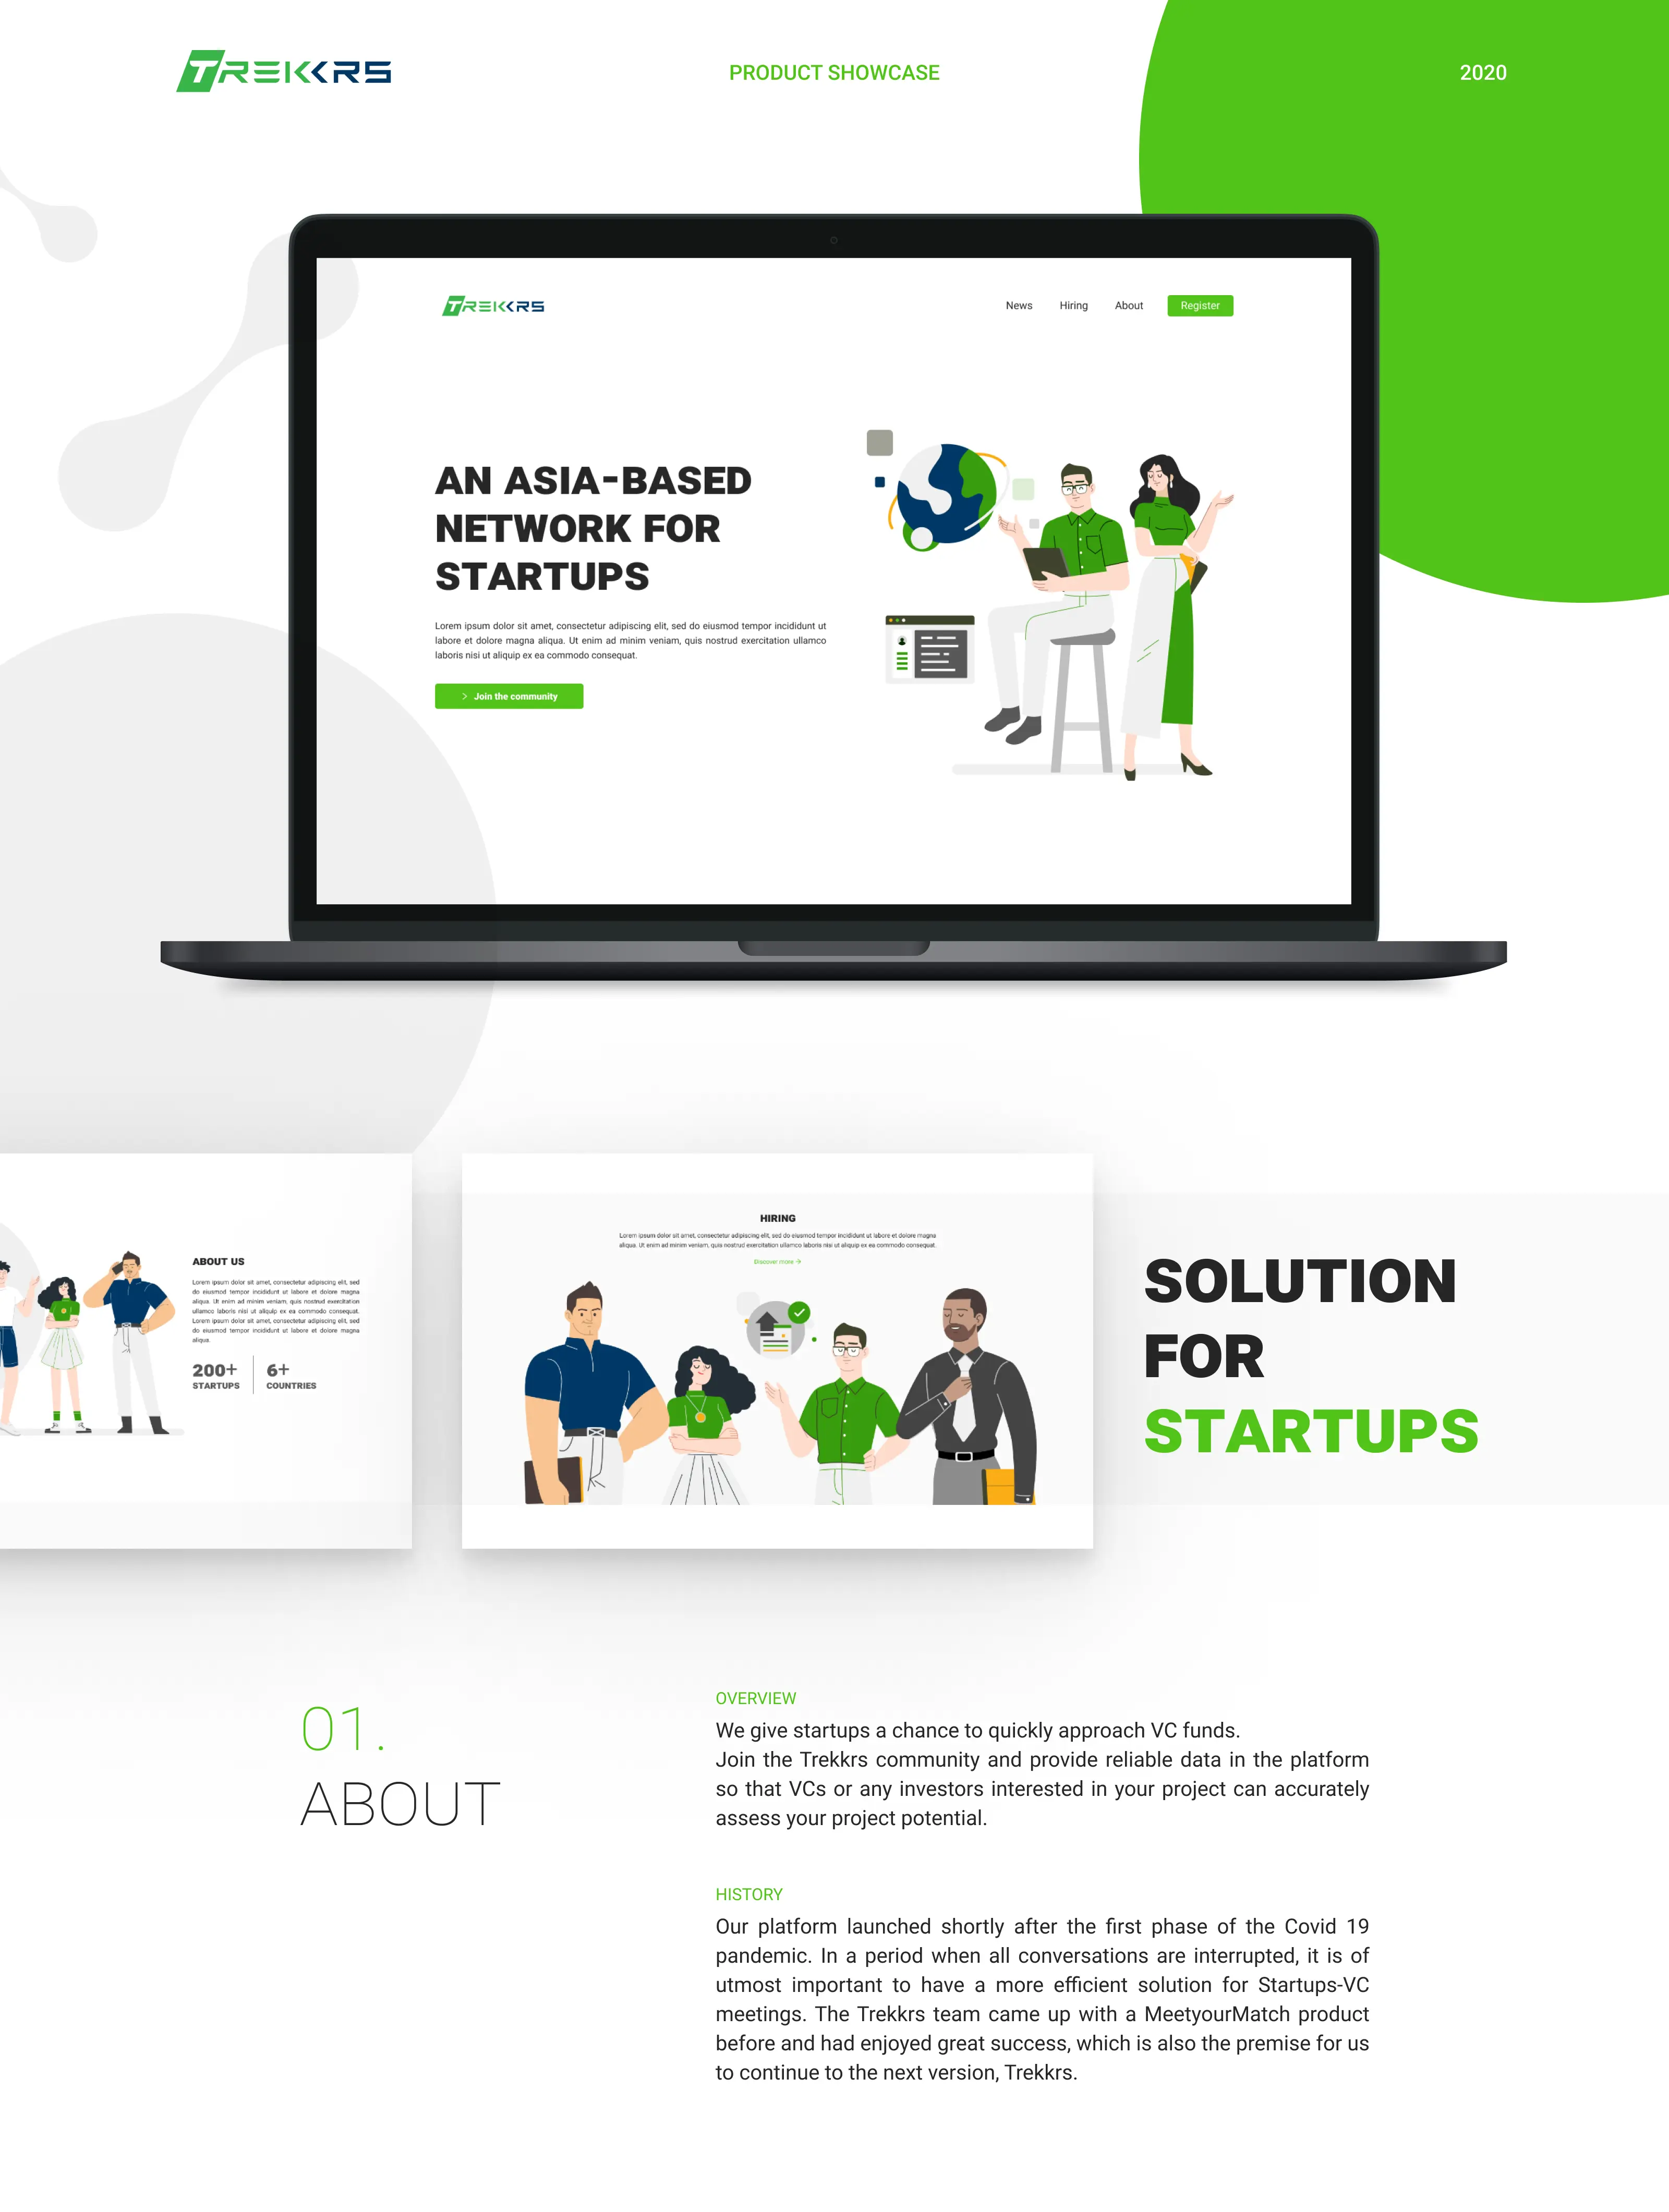 TREKKRS
PRODUCT SHOWCASE
2020
TREKKRS
News
Hiring
About
Register
AN ASIA-BASED
NETWORK FOR
STARTUPS
Lorem ipsum dolor sit amet, consectetur adipiscing elit, sed do eiusmod tempor incididunt ut
labore et dolore magna aliqua. Ut enim ad minim veniam, quis nostrud exercitation ullamco
laboris nisi ut aliquip ex ea commodo consequat.
Join the community
ABOUT US
Lorem ipsum dolor sit amet, consectetur adipiscing elit, sed
do eiusmod tempor incididunt ut labore et dolore magna
aliqua. Ut enim ad minim veniam, quis nostrud exercitation
ullamco laboris nisi ut aliquip ex ea commodo consequat.
Lorem ipsum dolor sit amet, consectetur adipiscing elit, sed
do eiusmod tempor incididunt ut labore et dolore magna
aliqua.
200+
STARTUPS
6+
COUNTRIES
HIRING
Lorem ipsum dolor sit amet, consectetur adipiscing elit, sed do eiusmod tempor incididunt ut labore et dolore magna
aliqua. Ut enim ad minim veniam, quis nostrud exercitation ullamco laboris nisi ut aliquip ex ea commodo consequat.
Discover more →
SOLUTION
FOR
STARTUPS
01.
ABOUT
OVERVIEW
We give startups a chance to quickly approach VC funds.
Join the Trekkrs community and provide reliable data in the platform
so that VCs or any investors interested in your project can accurately
assess your project potential.
HISTORY
Our platform launched shortly after the first phase of the Covid 19
pandemic. In a period when all conversations are interrupted, it is of
utmost important to have a more efficient solution for Startups-VC
meetings. The Trekkrs team came up with a MeetyourMatch product
before and had enjoyed great success, which is also the premise for us
to continue to the next version, Trekkrs.